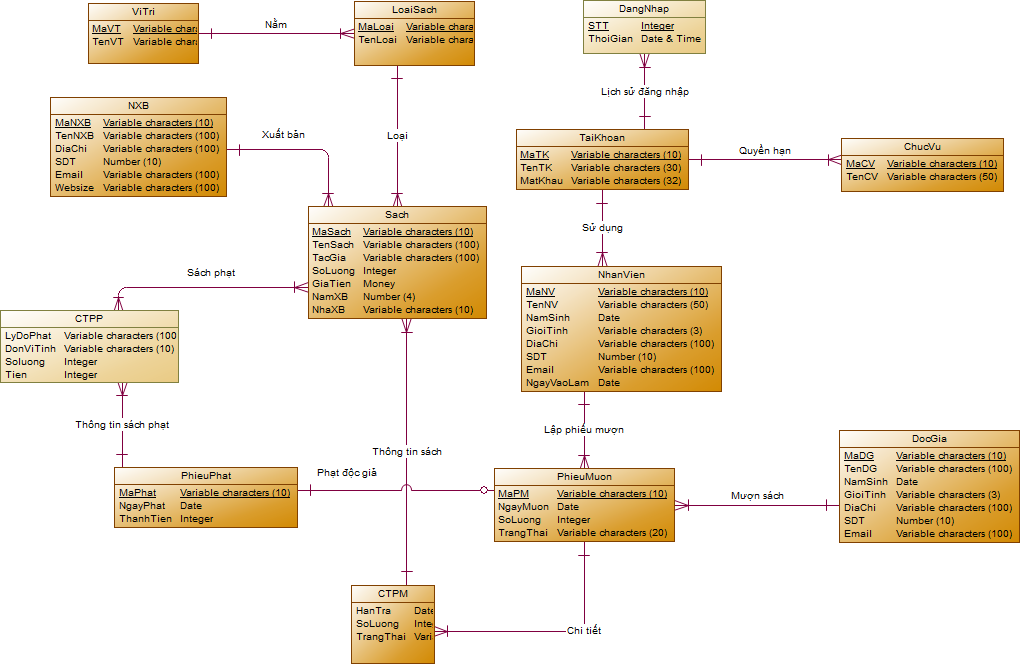 ViTri
MaVT Variable chara
TenVT Variable chara
Nằm
LoaiSach
MaLoai Variable chara
TenLoai Variable chara
DangNhap
STT Integer
ThoiGian Date & Time
Lịch sử đăng nhập
NXB
MaNXB Variable characters (10)
TenNXB Variable characters (100)
DiaChi Variable characters (100)
SDT Number (10)
Email Variable characters (100)
Websize Variable characters (100)
Xuất bản
Loại
TaiKhoan
MaTK Variable characters (10)
TenTK Variable characters (30)
MatKhau Variable characters (32)
Quyền hạn
ChucVu
MaCV Variable characters (10)
TenCV Variable characters (50)
Sử dụng
Sach
MaSach Variable characters (10)
TenSach Variable characters (100)
TacGia Variable characters (100)
SoLuong Integer
GiaTien Money
NamXB Number (4)
NhaXB Variable characters (10)
Sách phạt
NhanVien
MaNV Variable characters (10)
TenNV Variable characters (50)
NamSinh Date
GioiTinh Variable characters (3)
DiaChi Variable characters (100)
SDT Number (10)
Email Variable characters (100)
NgayVaoLam Date
CTPP
LyDoPhat Variable characters (100
DonViTinh Variable characters (10)
Soluong Integer
Tien Integer
Thông tin sách phạt
Thông tin sách
Lập phiếu mượn
PhieuPhat
MaPhat Variable characters (10)
NgayPhat Date
ThanhTien Integer
Phạt độc giả
PhieuMuon
MaPM Variable characters (10)
NgayMuon Date
SoLuong Integer
TrangThai Variable characters (20)
Mượn sách
DocGia
MaDG Variable characters (10)
TenDG Variable characters (100)
NamSinh Date
GioiTinh Variable characters (3)
DiaChi Variable characters (100)
SDT Number (10)
Email Variable characters (100)
CTPM
HanTra Date
SoLuong Inte
TrangThai Vari
Chi tiết